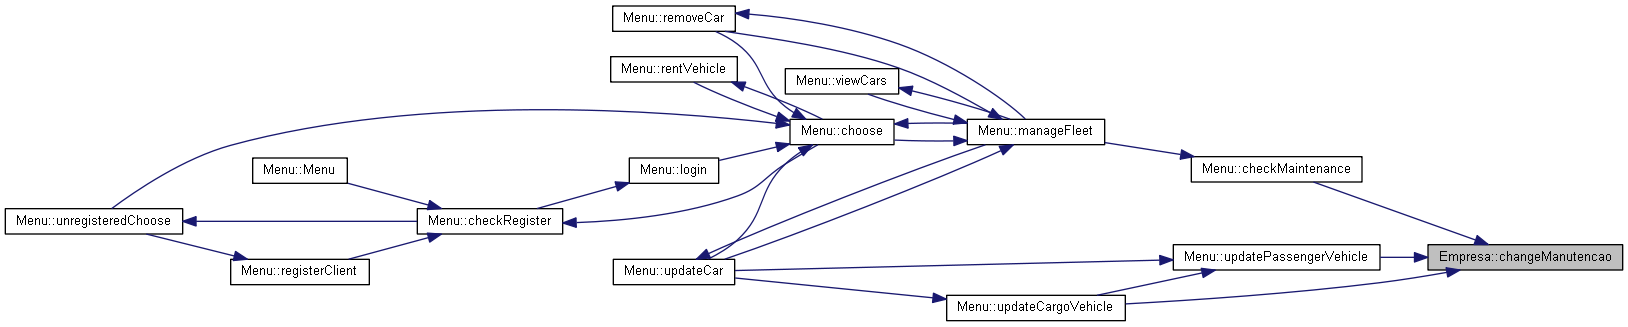 Menu::removeCar
Menu::rentVehicle
Menu::viewCars
Menu::choose
Menu::manageFleet
Menu::Menu
Menu::login
Menu::checkMaintenance
Menu::unregisteredChoose
Menu::checkRegister
Menu::registerClient
Menu::updateCar
Menu::updatePassengerVehicle
Empresa::changeManutencao
Menu::updateCargoVehicle